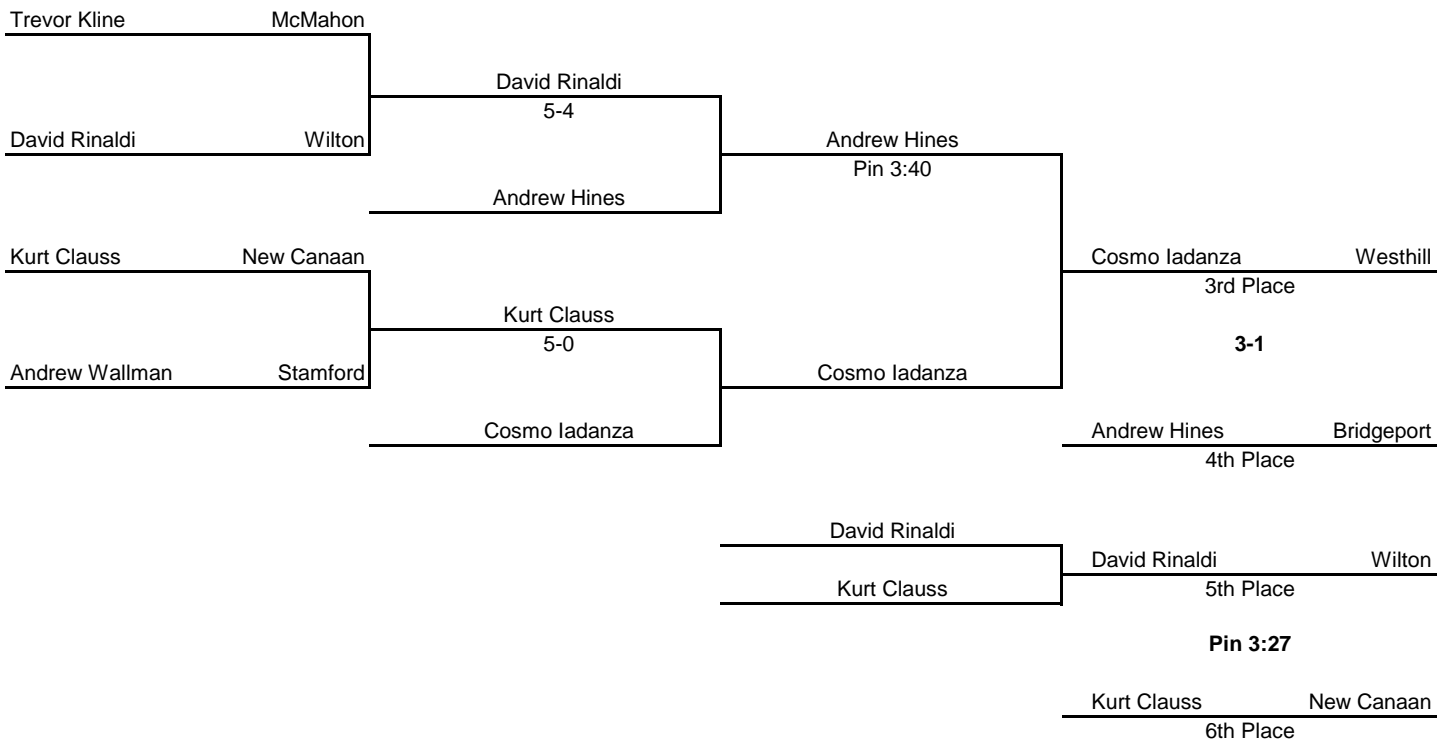 Trevor Kline McMahon
David Rinaldi
5-4
David Rinaldi Wilton
Andrew Hines
Pin 3:40
Andrew Hines
Kurt Clauss New Canaan
Cosmo Iadanza Westhill
3rd Place
Kurt Clauss
5-0
3-1
Andrew Wallman Stamford
Cosmo Iadanza
Cosmo Iadanza
Andrew Hines Bridgeport
4th Place
David Rinaldi
David Rinaldi Wilton
Kurt Clauss
5th Place
Pin 3:27
Kurt Clauss New Canaan
6th Place